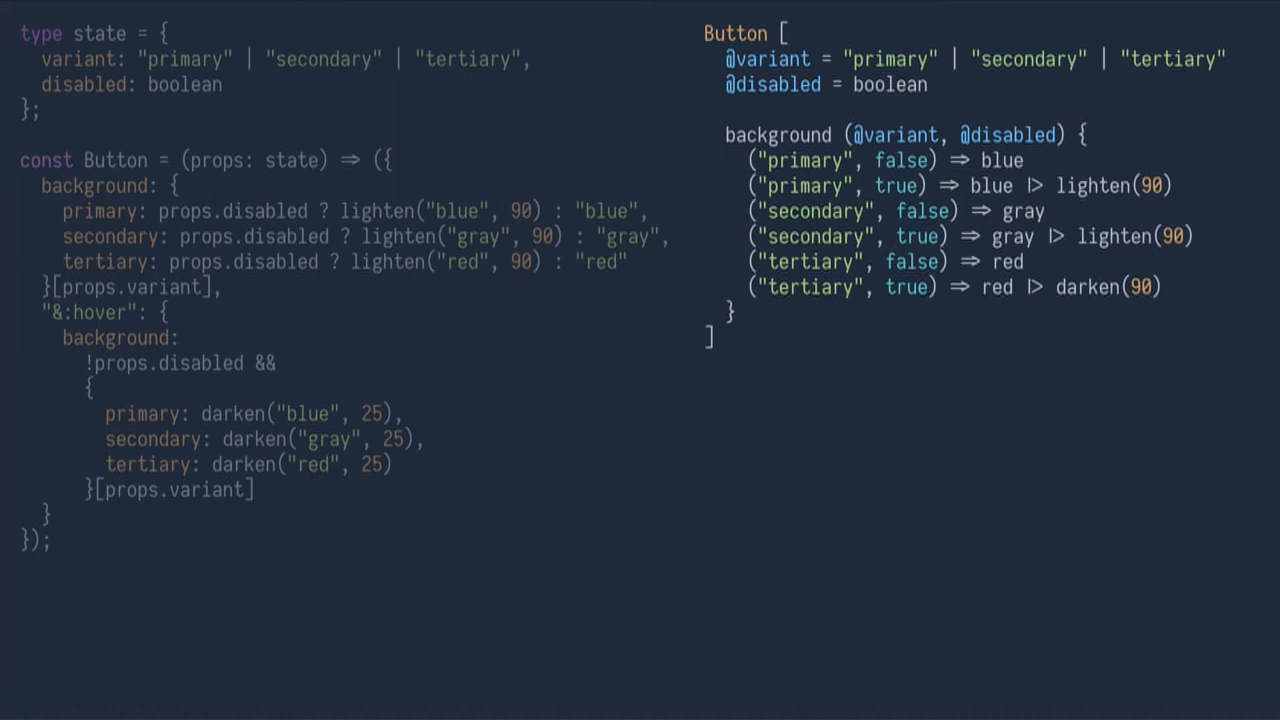 type state = {
  variant: "primary" | "secondary" | "tertiary",
  disabled: boolean
};
const Button = (props: state) ⇒ ({
  background: {
    primary: props.disabled ? lighten("blue", 90) : "blue",
    secondary: props.disabled ? lighten("gray", 90) : "gray",
    tertiary: props.disabled ? lighten("red", 90) : "red"
  }[props.variant],
  "&:hover": {
    background:
      !props.disabled &&
      {
        primary: darken("blue", 25),
        secondary: darken("gray", 25),
        tertiary: darken("red", 25)
      }[props.variant]
  }
});
Button [
  @variant = "primary" | "secondary" | "tertiary"
  @disabled = boolean
  background (@variant, @disabled) {
    ("primary", false) ⇒ blue
    ("primary", true) ⇒ blue |> lighten(90)
    ("secondary", false) ⇒ gray
    ("secondary", true) ⇒ gray |> lighten(90)
    ("tertiary", false) ⇒ red
    ("tertiary", true) ⇒ red |> darken(90)
  }
]